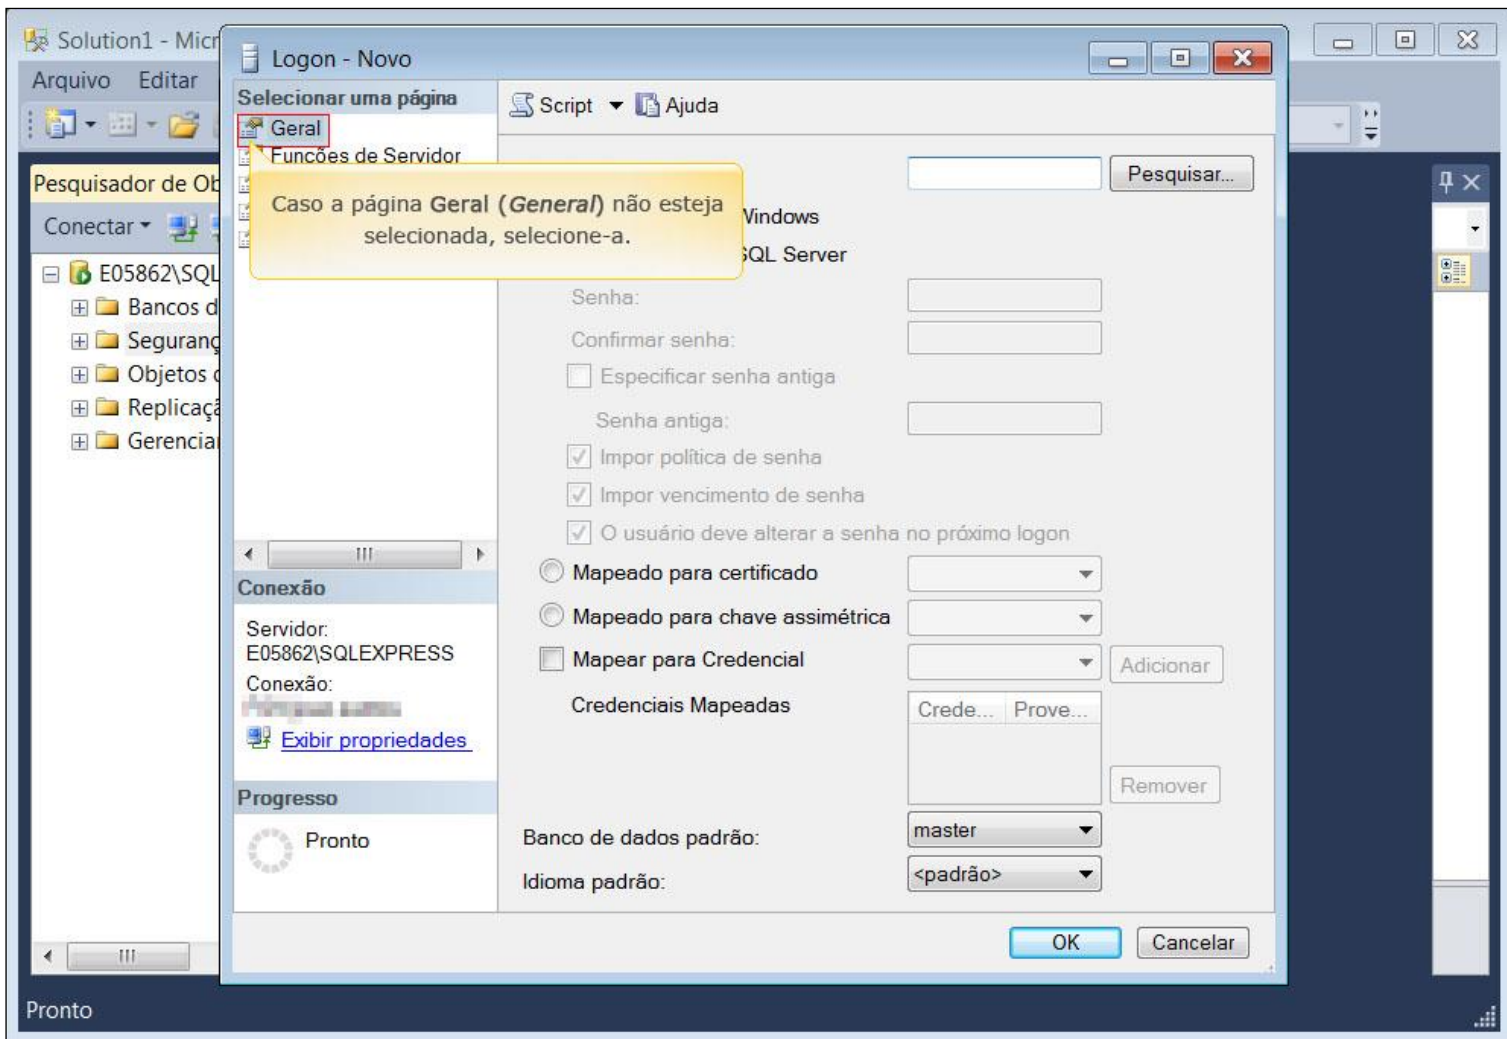 Solution1 - Micr
Arquivo Editar
Pesquisador de Ob
Conectar
E05862\SQL
Bancos d
Seguranç
Objetos d
Replicaçã
Gerencia
Pronto
Logon - Novo
Selecionar uma página
Geral
Funções de Servidor
Caso a página Geral (General) não esteja
selecionada, selecione-a.
Conexão
Servidor:
E05862\SQLEXPRESS
Conexão:
Exibir propriedades
Progresso
Pronto
Script Ajuda
Pesquisar...
Windows
SQL Server
Senha:
Confirmar senha:
Especificar senha antiga
Senha antiga:
Impor política de senha
Impor vencimento de senha
O usuário deve alterar a senha no próximo logon
Mapeado para certificado
Mapeado para chave assimétrica
Mapear para Credencial Adicionar
Credenciais Mapeadas Crede... Prove...
Remover
Banco de dados padrão: master
Idioma padrão: <padrão>
OK Cancelar